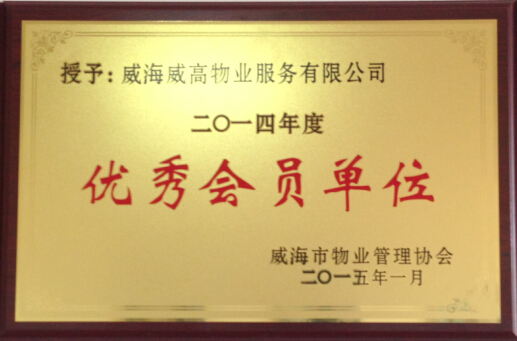 授予：威海威高物业服务有限公司
二〇一四年度
优秀会员单位
威海市物业管理协会
二〇一五年一月